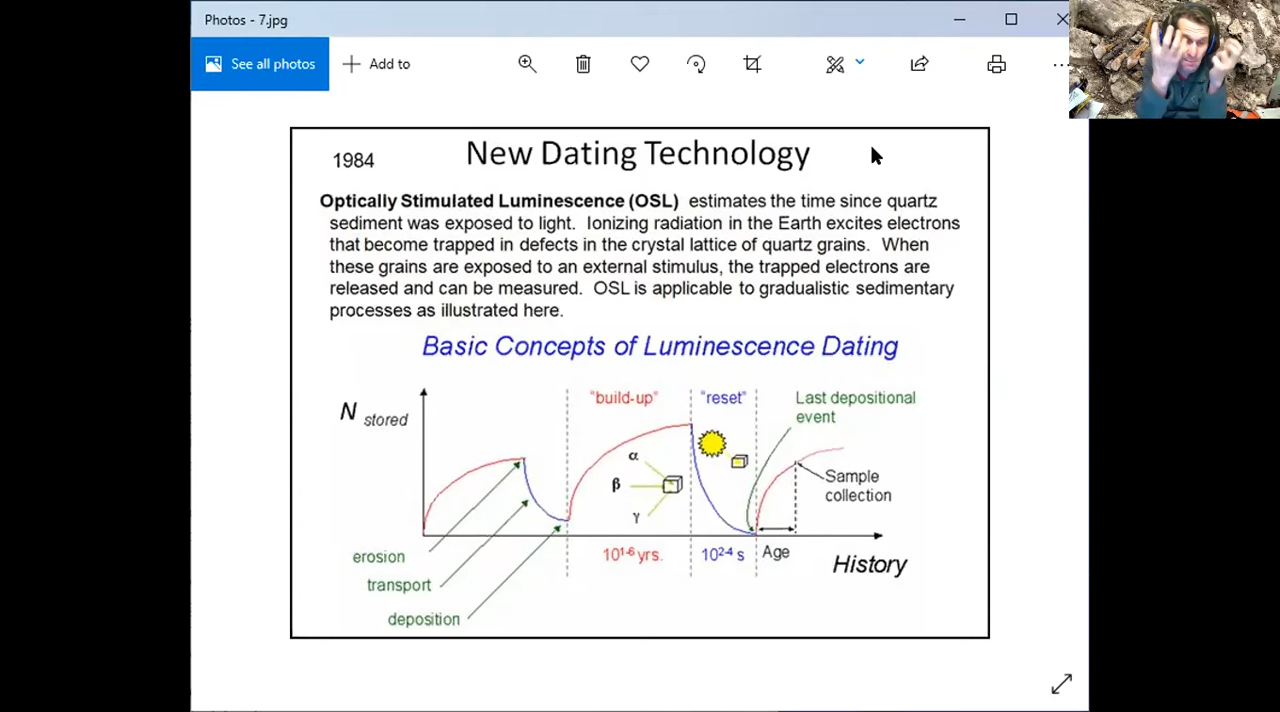 Photos - 7.jpg
See all photos
Add to
1984
New Dating Technology
Optically Stimulated Luminescence (OSL) estimates the time since quartz
sediment was exposed to light. Ionizing radiation in the Earth excites electrons
that become trapped in defects in the crystal lattice of quartz grains. When
these grains are exposed to an external stimulus, the trapped electrons are
released and can be measured. OSL is applicable to gradualistic sedimentary
processes as illustrated here.
Basic Concepts of Luminescence Dating
N stored
"build-up"
"reset"
Last depositional
event
α
β
γ
Sample
collection
erosion
transport
deposition
10¹⁻⁶ yrs.
10²⁻⁴ s
Age
History